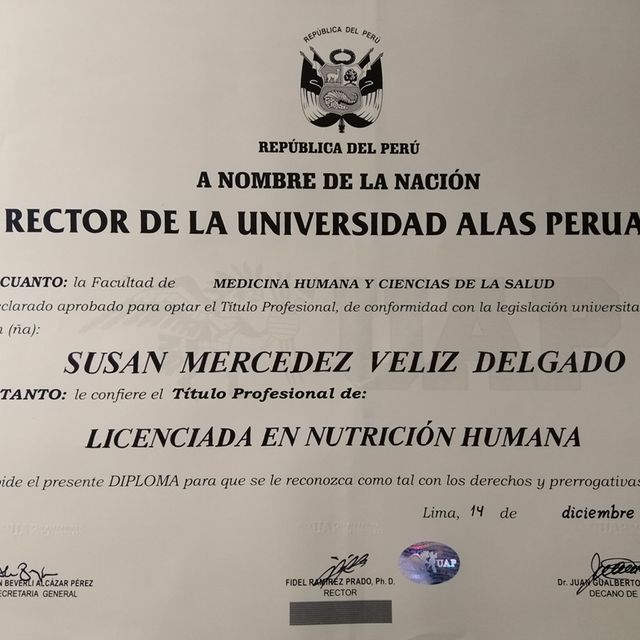 REPÚBLICA DEL PERÚ
REPÚBLICA DEL PERÚ
A NOMBRE DE LA NACIÓN
RECTOR DE LA UNIVERSIDAD ALAS PERUA
CUANTO: la Facultad de MEDICINA HUMANA Y CIENCIAS DE LA SALUD
clarado aprobado para optar el Título Profesional, de conformidad con la legislación universita
n (ña):
SUSAN MERCEDEZ VELIZ DELGADO
TANTO: le confiere el Título Profesional de:
LICENCIADA EN NUTRICIÓN HUMANA
pide el presente DIPLOMA para que se le reconozca como tal con los derechos y prerrogativas
Lima, 14 de diciembre
UAP
N BEVERLI ALCÁZAR PÉREZ
ECRETARIA GENERAL
FIDEL RAMÍREZ PRADO, Ph. D.
RECTOR
Dr. JUAN GUALBERTO
DECANO DE